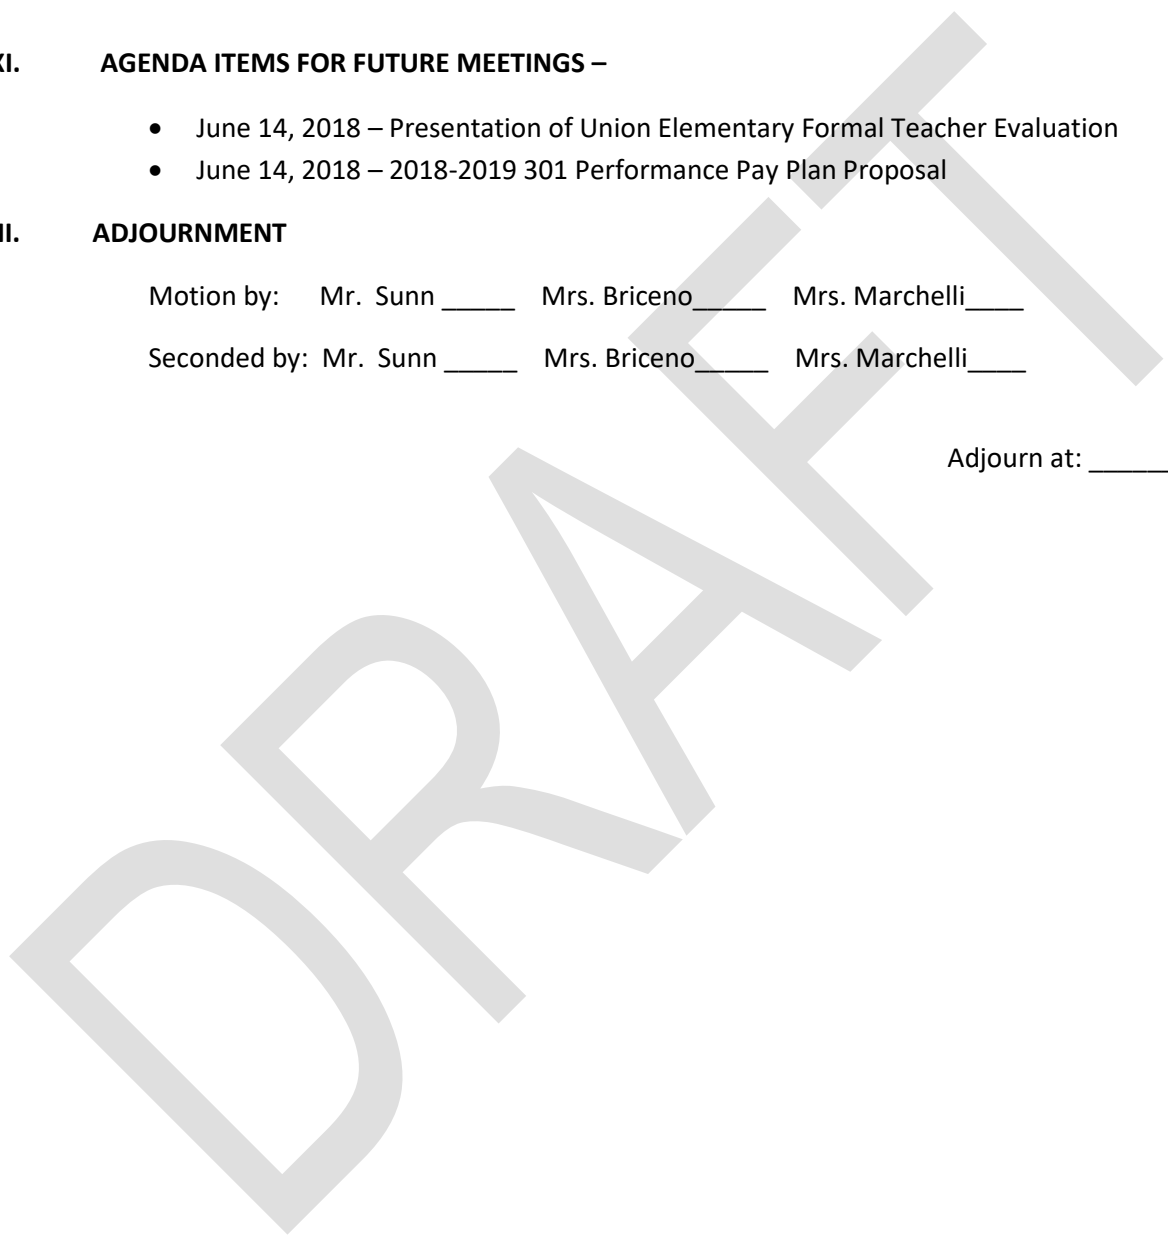 XI. AGENDA ITEMS FOR FUTURE MEETINGS –
• June 14, 2018 – Presentation of Union Elementary Formal Teacher Evaluation
• June 14, 2018 – 2018-2019 301 Performance Pay Plan Proposal
II. ADJOURNMENT
Motion by: Mr. Sunn _____ Mrs. Briceno_____ Mrs. Marchelli____
Seconded by: Mr. Sunn _____ Mrs. Briceno_____ Mrs. Marchelli____
Adjourn at: ______
DRAFT